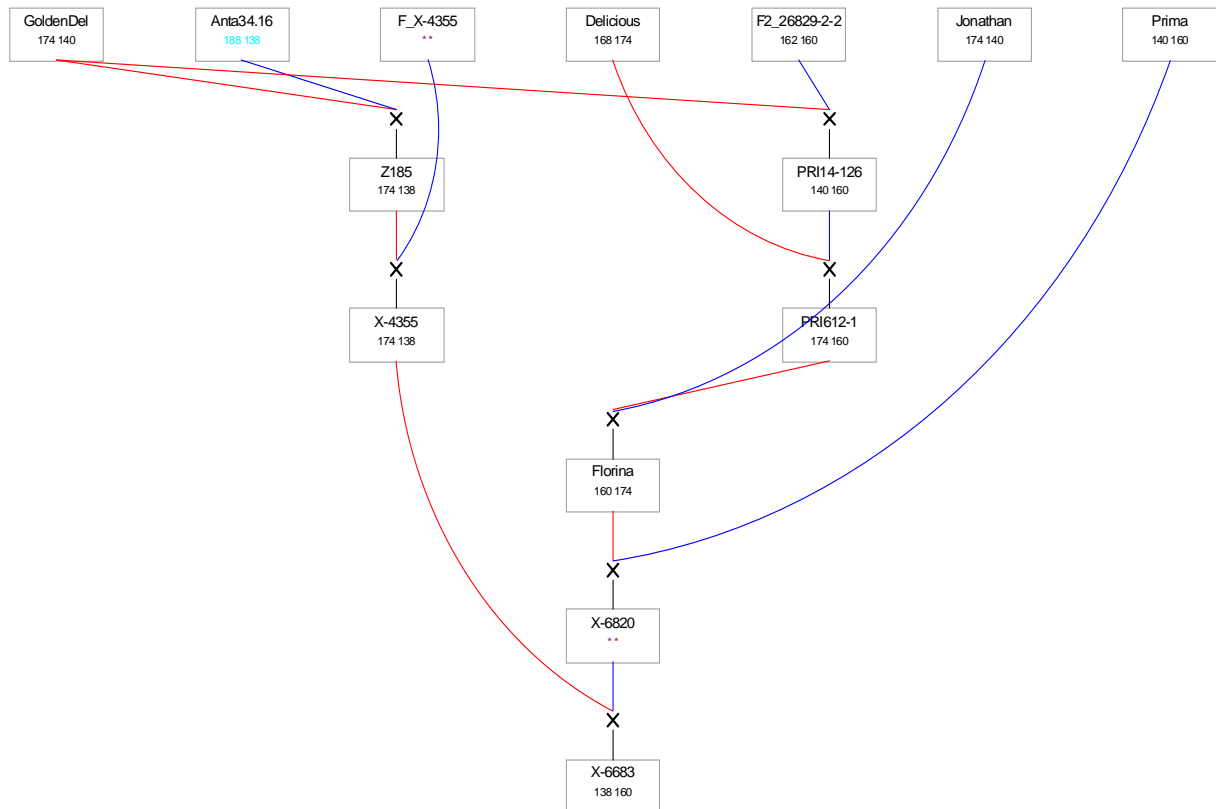 GoldenDel
174 140
Anta34.16
188 138
F_X-4355
* *
Delicious
168 174
F2_26829-2-2
162 160
Jonathan
174 140
Prima
140 160
Z185
174 138
PRI14-126
140 160
X-4355
174 138
PRI612-1
174 160
Florina
160 174
X-6820
* *
X-6683
138 160